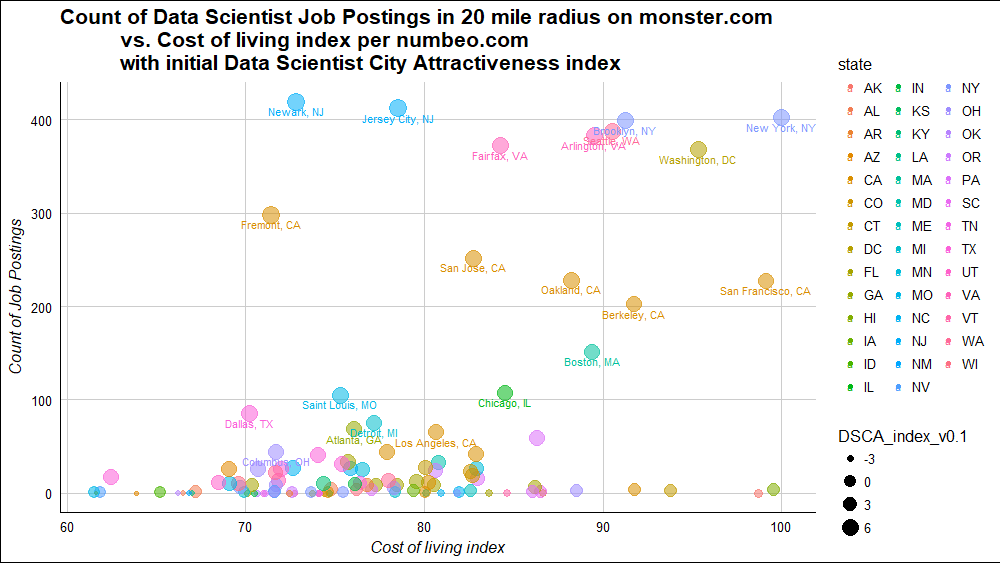 Count of Data Scientist Job Postings in 20 mile radius on monster.com
vs. Cost of living index per numbeo.com
with initial Data Scientist City Attractiveness index
Count of Job Postings
400
300
200
100
0
Newark, NJ
Jersey City, NJ
New York, NY
Brooklyn, NY
Seattle, WA
Arlington, VA
Fairfax, VA
Washington, DC
Fremont, CA
San Jose, CA
Oakland, CA
San Francisco, CA
Berkeley, CA
Boston, MA
Chicago, IL
Saint Louis, MO
Dallas, TX
Detroit, MI
Atlanta, GA
Los Angeles, CA
Columbus, OH
60
70
80
90
100
Cost of living index
state
AK
AL
AR
AZ
CA
CO
CT
DC
FL
GA
HI
IA
ID
IL
IN
KS
KY
LA
MA
MD
ME
MI
MN
MO
NC
NJ
NM
NV
NY
OH
OK
OR
PA
SC
TN
TX
UT
VA
VT
WA
WI
DSCA_index_v0.1
-3
0
3
6